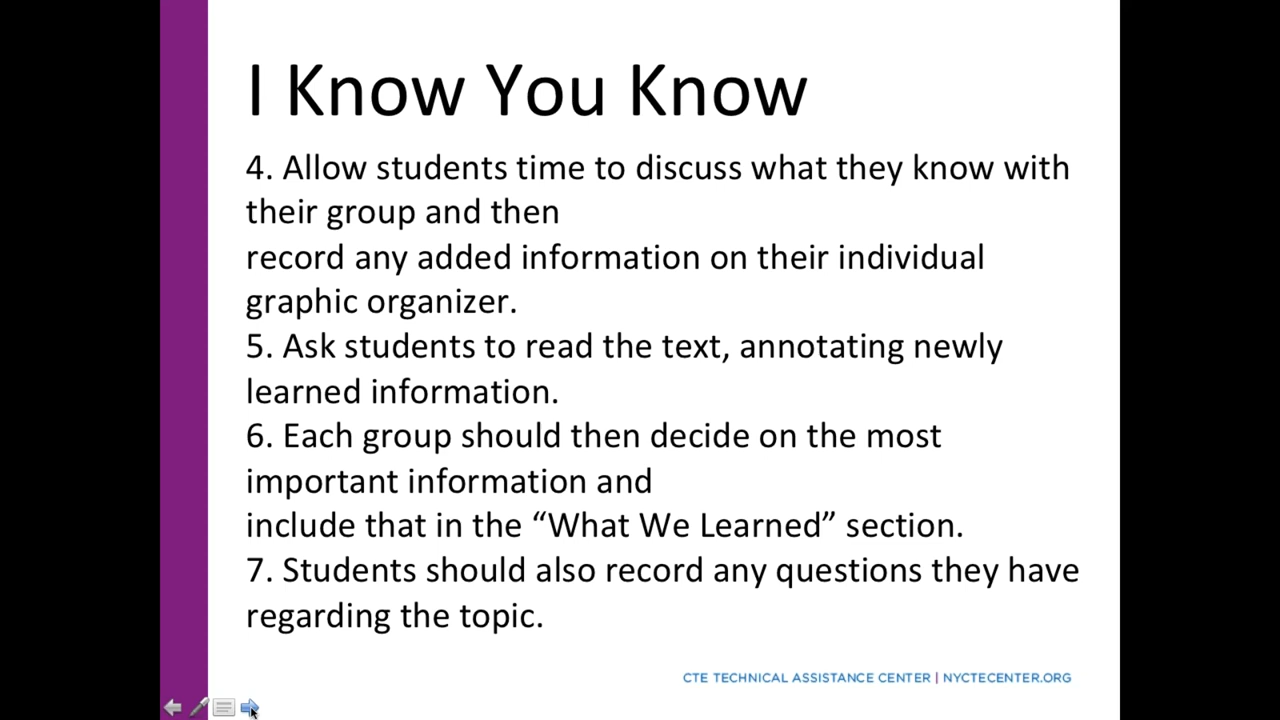 I Know You Know
4. Allow students time to discuss what they know with
their group and then
record any added information on their individual
graphic organizer.
5. Ask students to read the text, annotating newly
learned information.
6. Each group should then decide on the most
important information and
include that in the “What We Learned” section.
7. Students should also record any questions they have
regarding the topic.
CTE TECHNICAL ASSISTANCE CENTER | NYCTECENTER.ORG